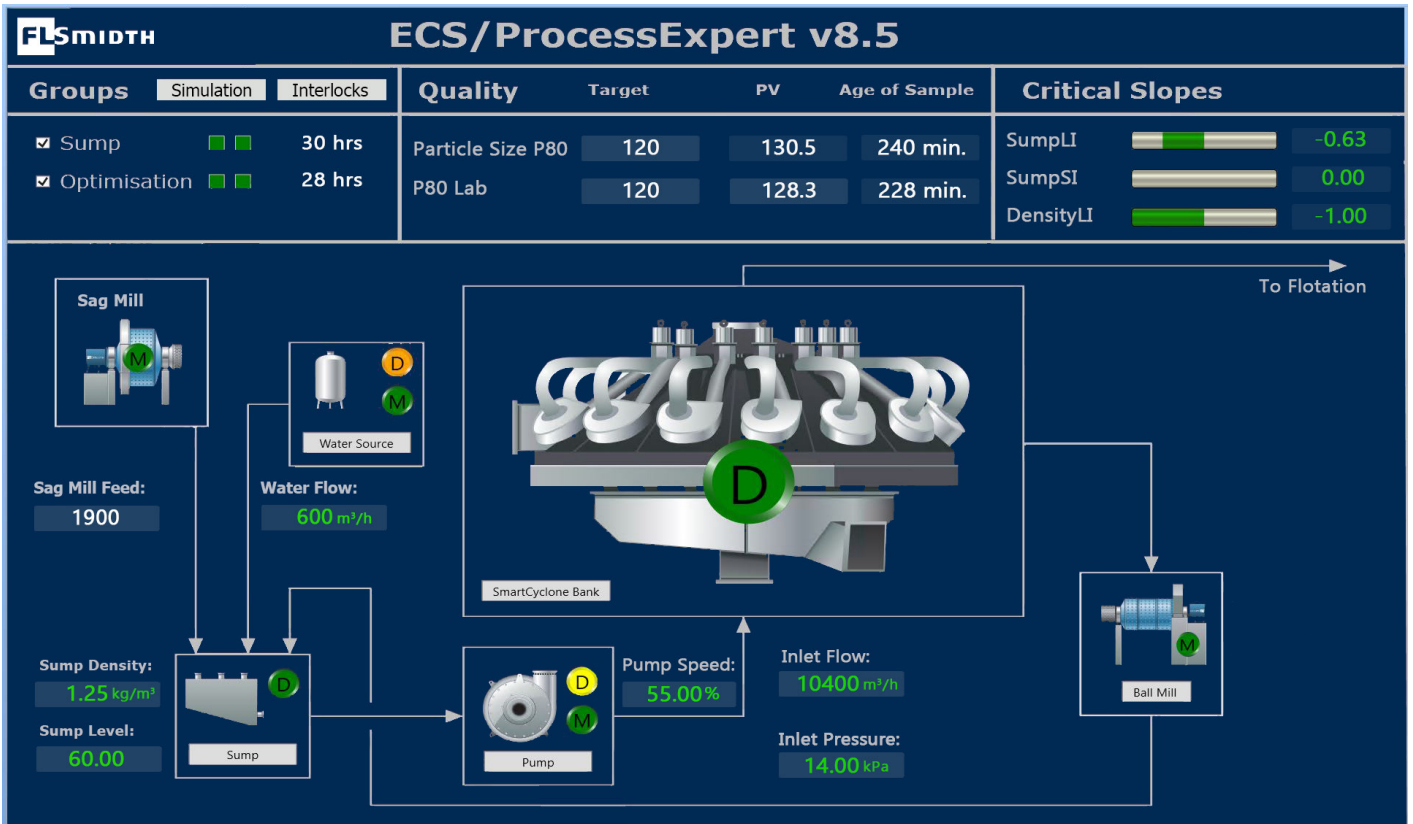 FLSMIDTH
ECS/ProcessExpert v8.5
Groups Simulation Interlocks
Sump 30 hrs
Optimisation 28 hrs
Quality Target PV Age of Sample
Particle Size P80 120 130.5 240 min.
P80 Lab 120 128.3 228 min.
Critical Slopes
SumpLI -0.63
SumpSI 0.00
DensityLI -1.00
To Flotation
Sag Mill
M
D
M
Water Source
Sag Mill Feed:
1900
Water Flow:
600 m³/h
D
SmartCyclone Bank
Sump Density:
1.25 kg/m³
Sump Level:
60.00
D
Sump
D
M
Pump
Pump Speed:
55.00%
Inlet Flow:
10400 m³/h
Inlet Pressure:
14.00 kPa
M
Ball Mill